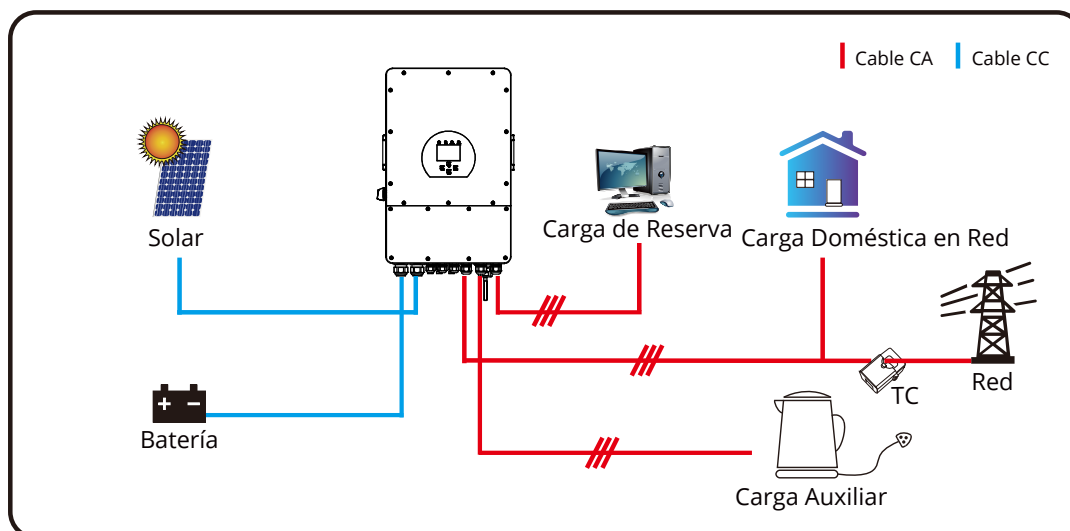 Cable CA
Cable CC
Solar
Carga de Reserva
Carga Doméstica en Red
Batería
TC
Red
Carga Auxiliar